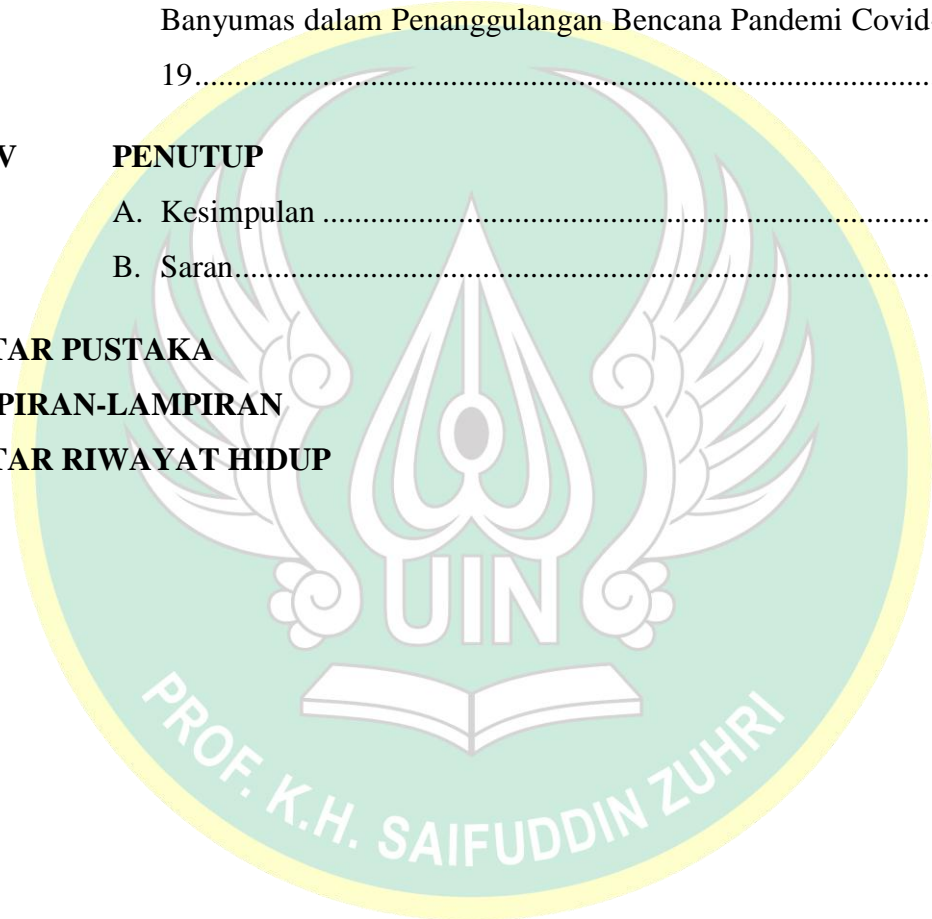 Banyumas dalam Penanggulangan Bencana Pandemi Covid
19................................................................................................
V PENUTUP
A. Kesimpulan ..............................................................................
B. Saran.........................................................................................
TAR PUSTAKA
PIRAN-LAMPIRAN
TAR RIWAYAT HIDUP
UIN
PROF. K.H. SAIFUDDIN ZUHRI